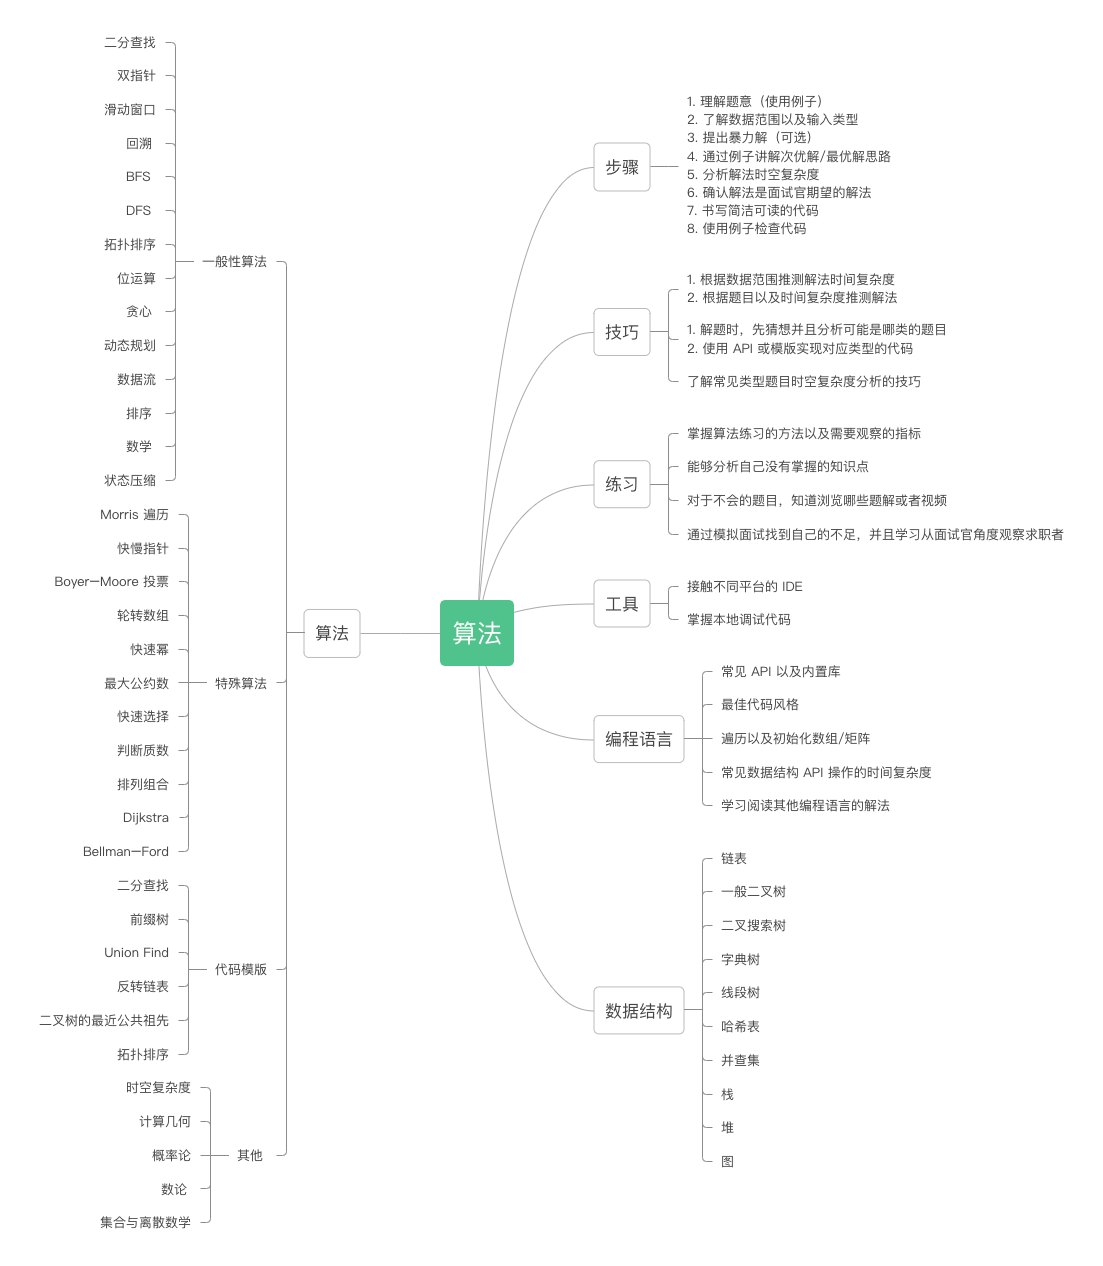 算法
步骤
1. 理解题意（使用例子）
2. 了解数据范围以及输入类型
3. 提出暴力解（可选）
4. 通过例子讲解次优解/最优解思路
5. 分析解法时空复杂度
6. 确认解法是面试官期望的解法
7. 书写简洁可读的代码
8. 使用例子检查代码
技巧
1. 根据数据范围推测解法时间复杂度
2. 根据题目以及时间复杂度推测解法
1. 解题时，先猜想并且分析可能是哪类的题目
2. 使用 API 或模版实现对应类型的代码
了解常见类型题目时空复杂度分析的技巧
练习
掌握算法练习的方法以及需要观察的指标
能够分析自己没有掌握的知识点
对于不会的题目，知道浏览哪些题解或者视频
通过模拟面试找到自己的不足，并且学习从面试官角度观察求职者
工具
接触不同平台的 IDE
掌握本地调试代码
编程语言
常见 API 以及内置库
最佳代码风格
遍历以及初始化数组/矩阵
常见数据结构 API 操作的时间复杂度
学习阅读其他编程语言的解法
数据结构
链表
一般二叉树
二叉搜索树
字典树
线段树
哈希表
并查集
栈
堆
图
算法
一般性算法
二分查找
双指针
滑动窗口
回溯
BFS
DFS
拓扑排序
位运算
贪心
动态规划
数据流
排序
数学
状态压缩
特殊算法
Morris 遍历
快慢指针
Boyer–Moore 投票
轮转数组
快速幂
最大公约数
快速选择
判断质数
排列组合
Dijkstra
Bellman–Ford
代码模版
二分查找
前缀树
Union Find
反转链表
二叉树的最近公共祖先
拓扑排序
其他
时空复杂度
计算几何
概率论
数论
集合与离散数学